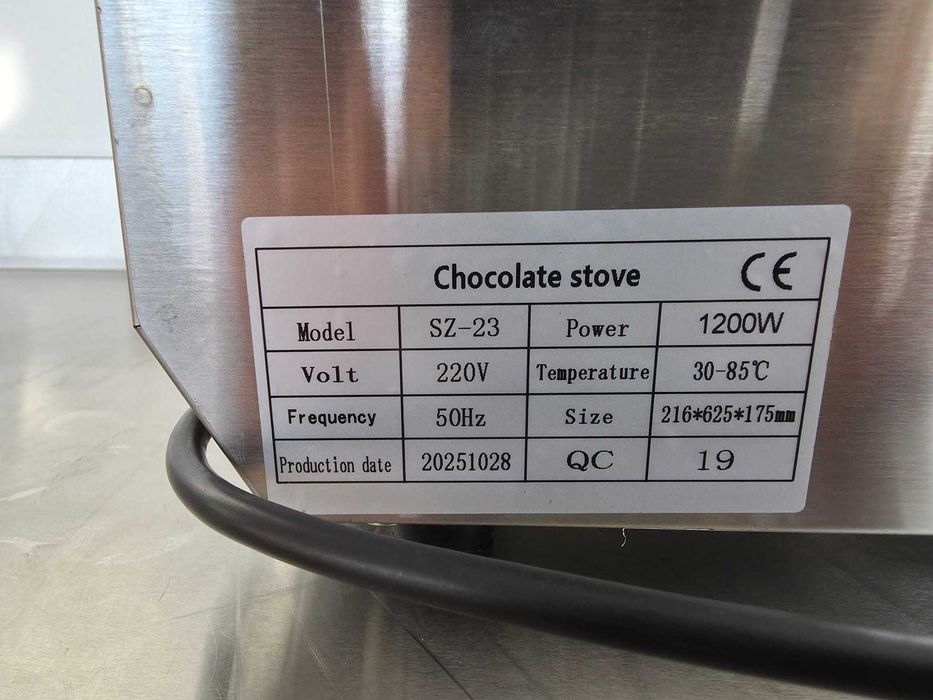 Chocolate stove CE
Model SZ-23 Power 1200W
Volt 220V Temperature 30-85℃
Frequency 50Hz Size 216*625*175mm
Production date 20251028 QC 19